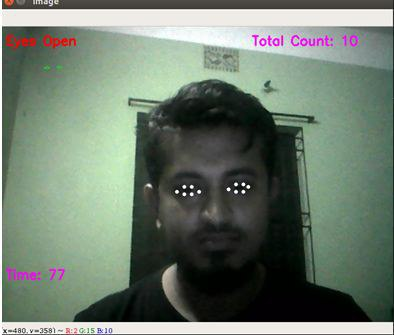 Image
Eyes Open
Total Count: 10
Time: 77
(x=480, y=358) ~ R:2 G:15 B:10